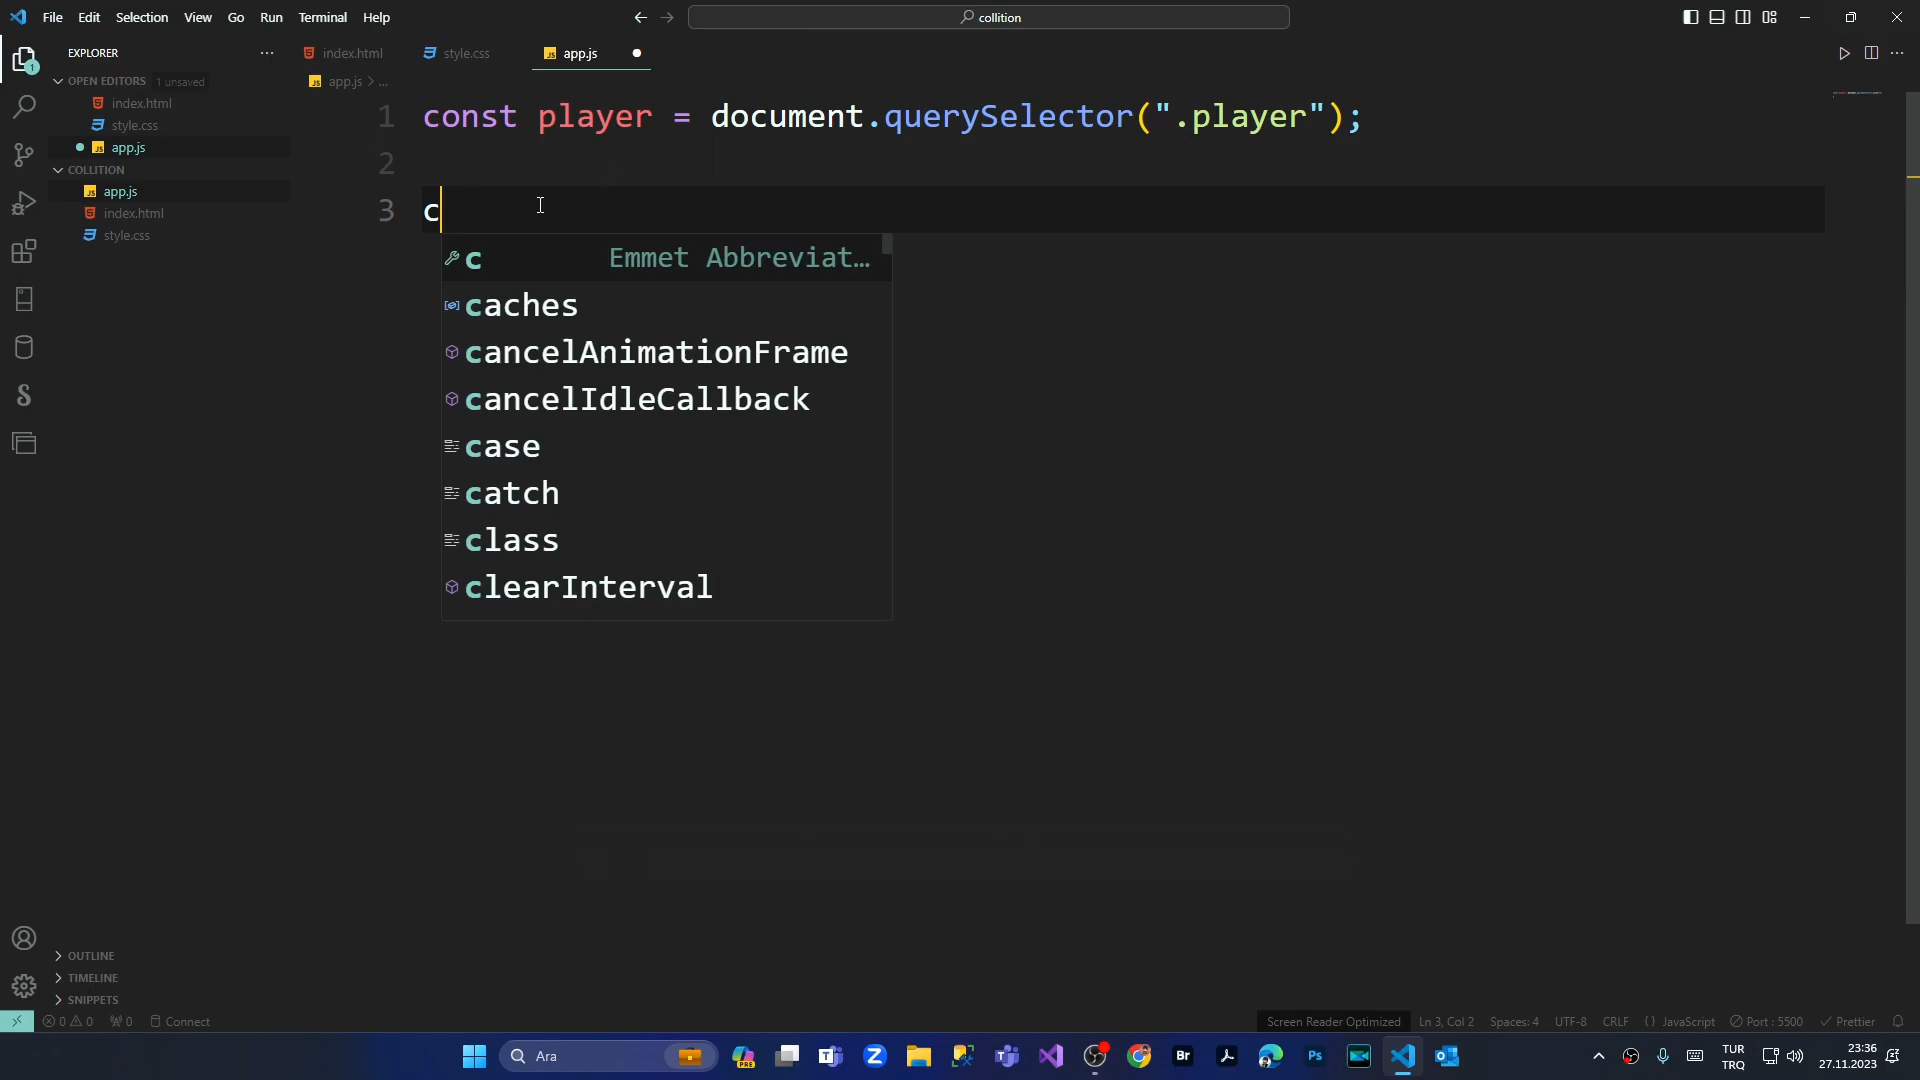 File Edit Selection View Go Run Terminal Help
collition
EXPLORER
index.html
style.css
app.js
OPEN EDITORS 1 unsaved
index.html
style.css
app.js
COLLITION
app.js
index.html
style.css
app.js > ...
1 const player = document.querySelector(".player");
2
3 c
c Emmet Abbreviat...
caches
cancelAnimationFrame
cancelIdleCallback
case
catch
class
clearInterval
OUTLINE
TIMELINE
SNIPPETS
0 0 0 Connect
Screen Reader Optimized Ln 3, Col 2 Spaces: 4 UTF-8 CRLF {} JavaScript Port : 5500 Prettier
Ara
PRE
Br
Ps
TUR
TRQ
23:36
27.11.2023